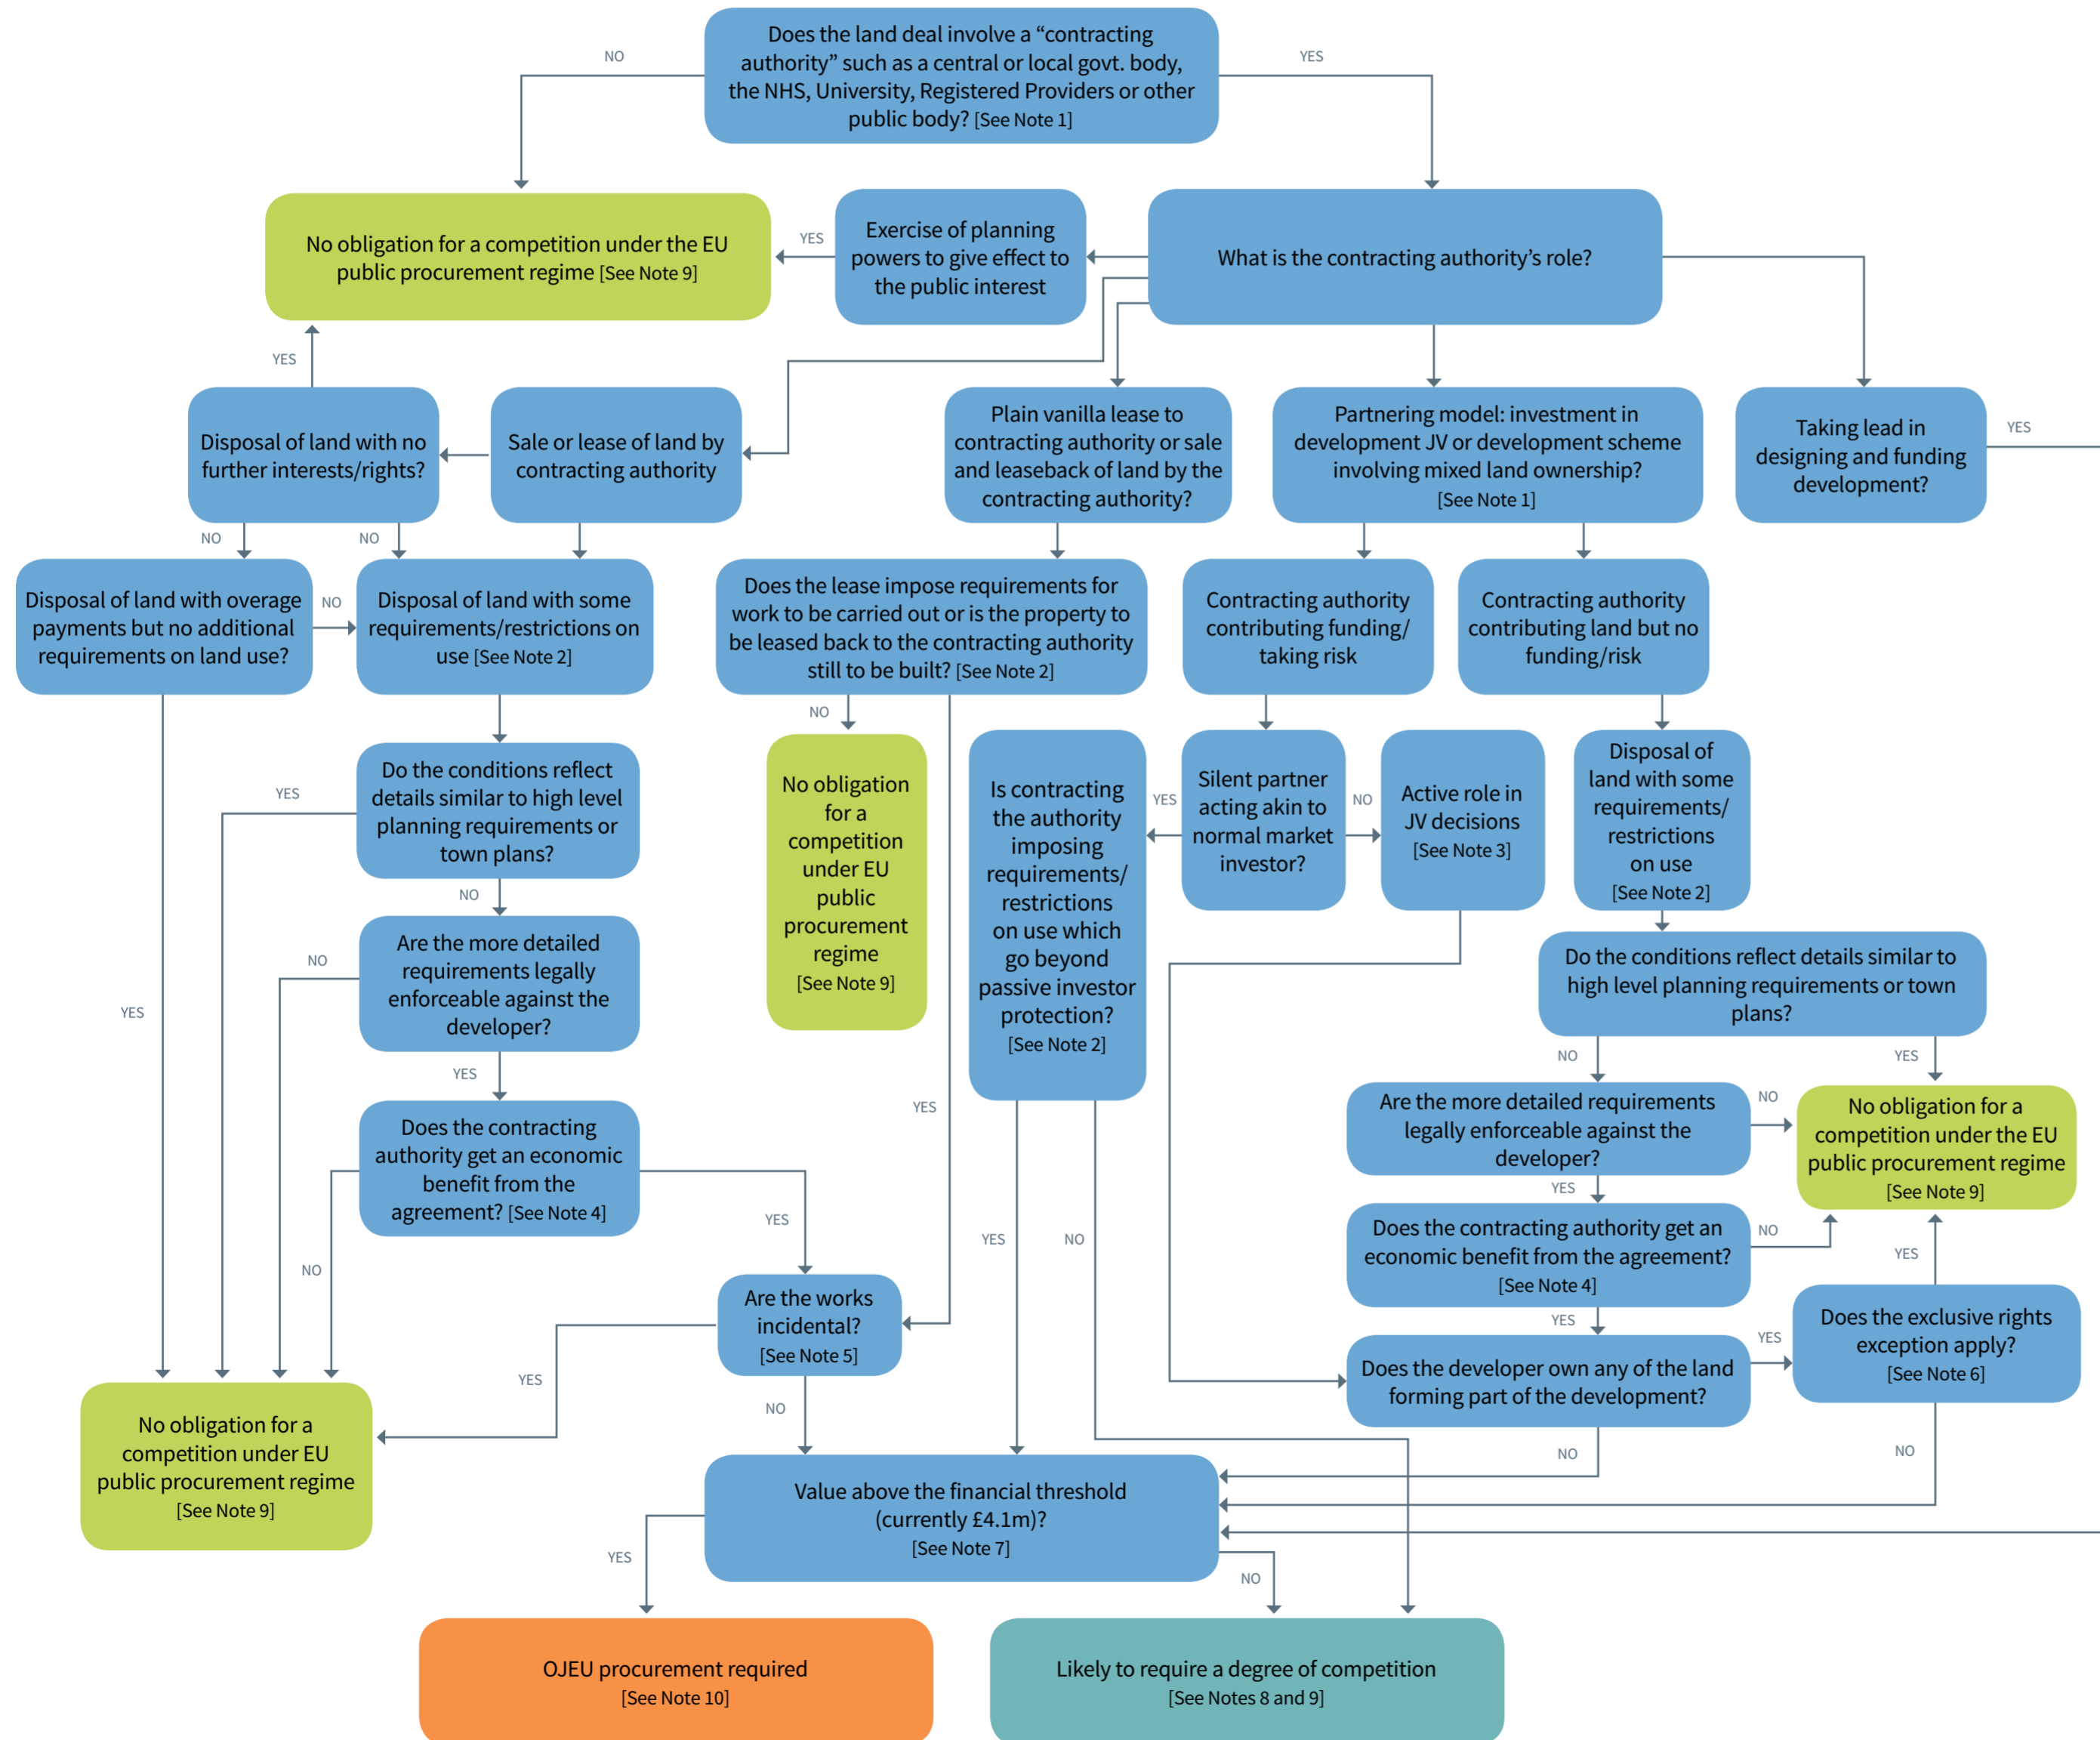 Does the land deal involve a “contracting
authority” such as a central or local govt. body,
the NHS, University, Registered Providers or other
public body? [See Note 1]
NO
YES
No obligation for a competition under the EU
public procurement regime [See Note 9]
YES
Exercise of planning
powers to give effect to
the public interest
What is the contracting authority’s role?
YES
Disposal of land with no
further interests/rights?
Sale or lease of land by
contracting authority
Plain vanilla lease to
contracting authority or sale
and leaseback of land by the
contracting authority?
Partnering model: investment in
development JV or development scheme
involving mixed land ownership?
[See Note 1]
Taking lead in
designing and funding
development?
YES
NO
NO
Disposal of land with overage
payments but no additional
requirements on land use?
NO
Disposal of land with some
requirements/restrictions on
use [See Note 2]
Does the lease impose requirements for
work to be carried out or is the property to
be leased back to the contracting authority
still to be built? [See Note 2]
Contracting authority
contributing funding/
taking risk
Contracting authority
contributing land but no
funding/risk
NO
YES
Do the conditions reflect
details similar to high level
planning requirements or
town plans?
YES
NO
No obligation
for a
competition
under EU
public
procurement
regime
[See Note 9]
Is contracting
the authority
imposing
requirements/
restrictions
on use which
go beyond
passive investor
protection?
[See Note 2]
YES
Silent partner
acting akin to
normal market
investor?
NO
Active role in
JV decisions
[See Note 3]
Disposal of
land with some
requirements/
restrictions
on use
[See Note 2]
Are the more detailed
requirements legally
enforceable against the
developer?
NO
YES
YES
Do the conditions reflect details similar to
high level planning requirements or town
plans?
NO
YES
Does the contracting
authority get an economic
benefit from the
agreement? [See Note 4]
NO
YES
Are the more detailed requirements
legally enforceable against the
developer?
NO
YES
No obligation for a
competition under the EU
public procurement regime
[See Note 9]
Does the contracting authority get an
economic benefit from the agreement?
[See Note 4]
NO
YES
YES
YES
NO
Are the works
incidental?
[See Note 5]
YES
NO
Does the developer own any of the land
forming part of the development?
YES
NO
Does the exclusive rights
exception apply?
[See Note 6]
NO
No obligation for a
competition under EU
public procurement regime
[See Note 9]
Value above the financial threshold
(currently £4.1m)?
[See Note 7]
YES
NO
OJEU procurement required
[See Note 10]
Likely to require a degree of competition
[See Notes 8 and 9]